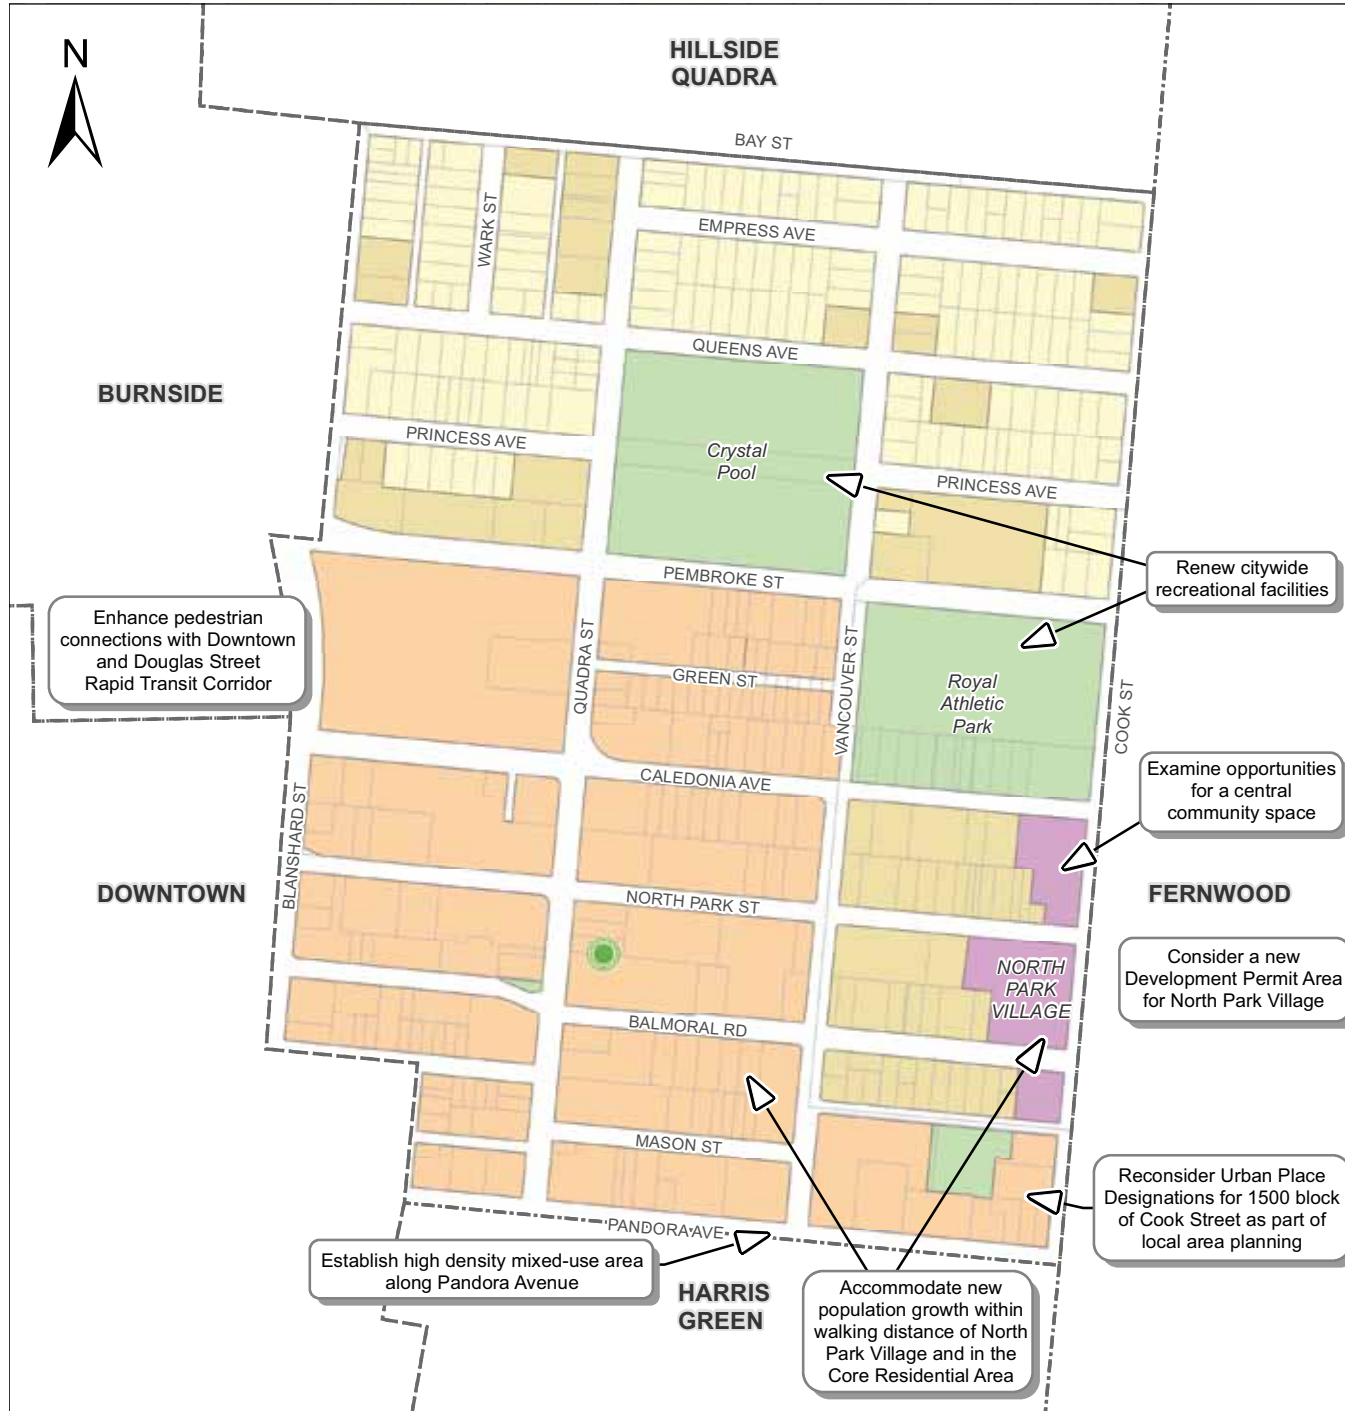 N
HILLSIDE
QUADRA
BAY ST
WARK ST
EMPRESS AVE
QUEENS AVE
BURNSIDE
PRINCESS AVE
Crystal
Pool
PRINCESS AVE
Renew citywide
recreational facilities
PEMBROKE ST
Enhance pedestrian
connections with Downtown
and Douglas Street
Rapid Transit Corridor
QUADRA ST
GREEN ST
VANCOUVER ST
Royal
Athletic
Park
COOK ST
CALEDONIA AVE
Examine opportunities
for a central
community space
BLANSHARD ST
DOWNTOWN
NORTH PARK ST
FERNWOOD
Consider a new
Development Permit Area
for North Park Village
NORTH
PARK
VILLAGE
BALMORAL RD
MASON ST
Reconsider Urban Place
Designations for 1500 block
of Cook Street as part of
local area planning
PANDORA AVE
Establish high density mixed-use area
along Pandora Avenue
HARRIS
GREEN
Accommodate new
population growth within
walking distance of North
Park Village and in the
Core Residential Area